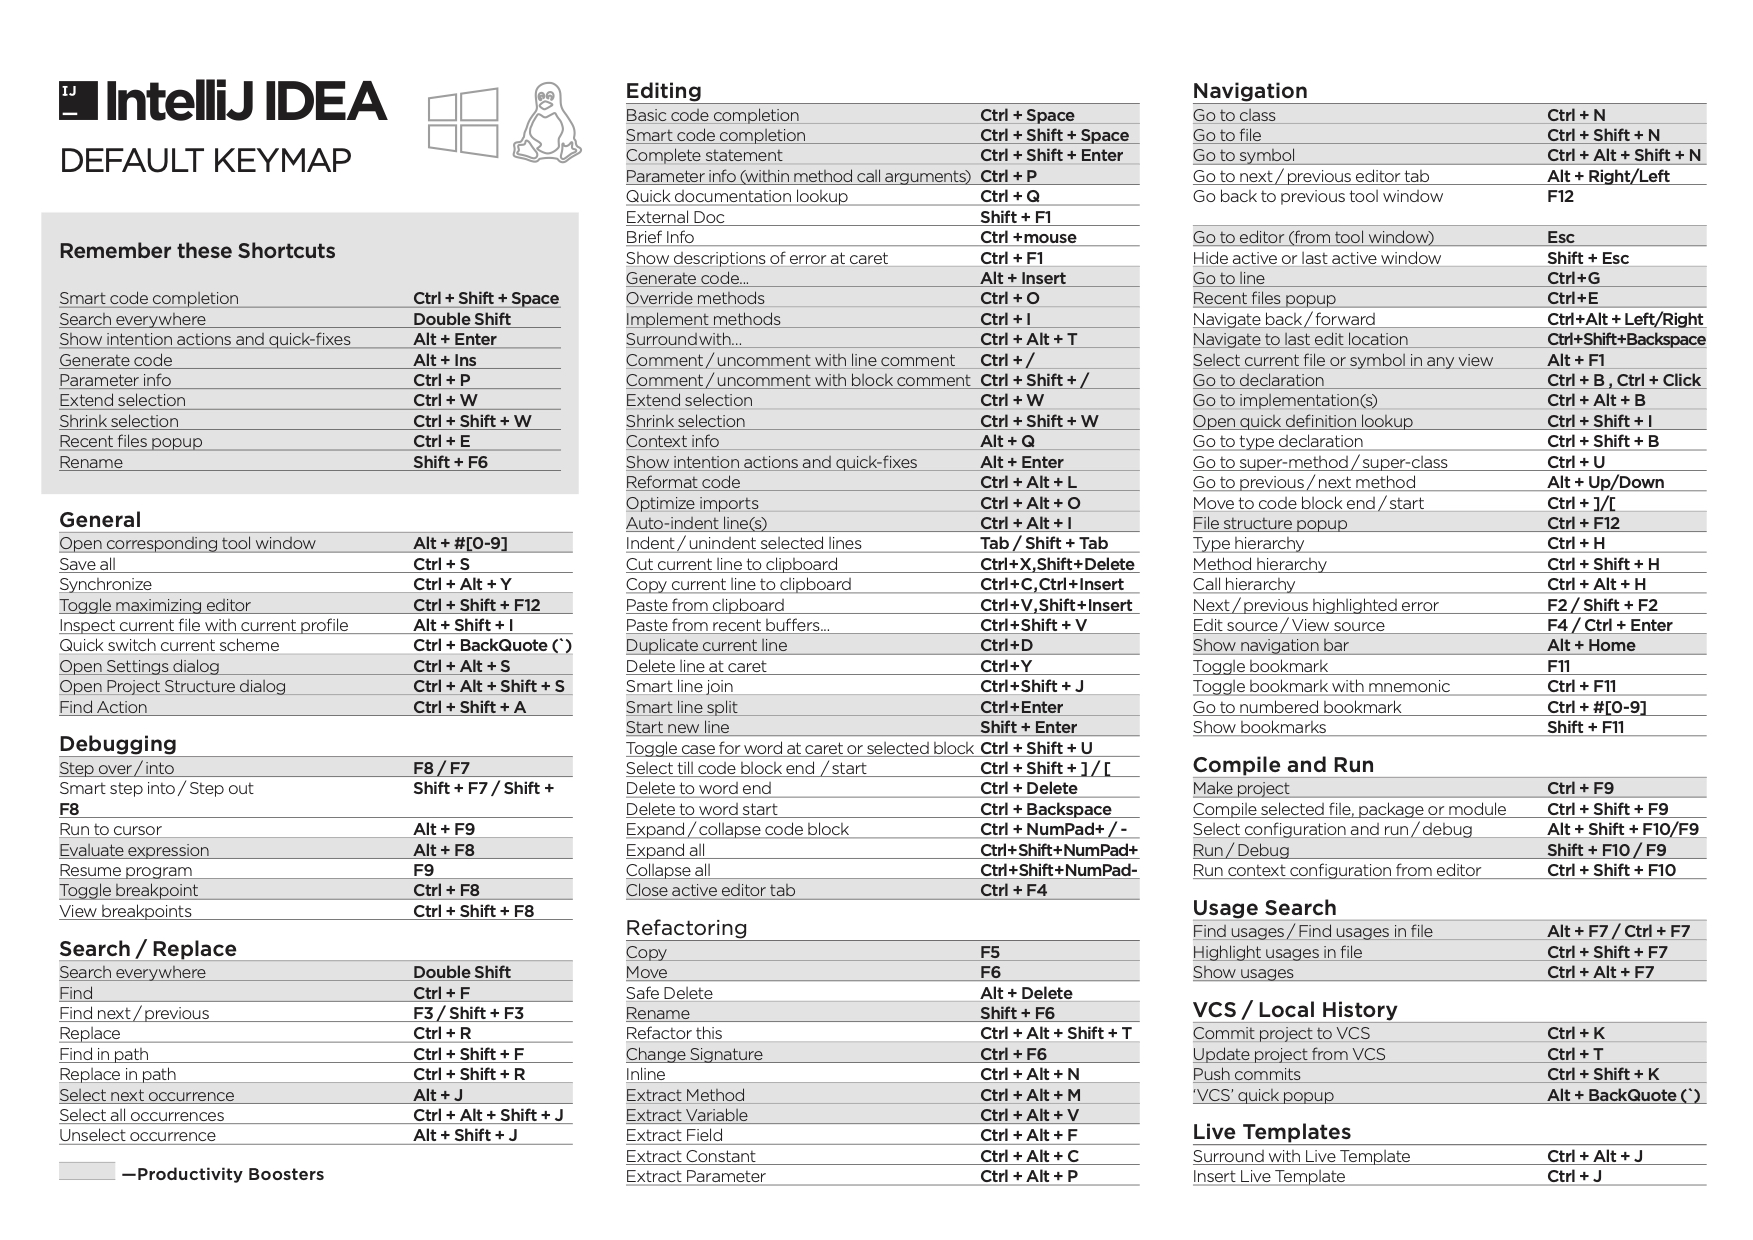 IJ
IntelliJ IDEA
DEFAULT KEYMAP
Remember these Shortcuts
Smart code completion Ctrl + Shift + Space
Search everywhere Double Shift
Show intention actions and quick-fixes Alt + Enter
Generate code Alt + Ins
Parameter info Ctrl + P
Extend selection Ctrl + W
Shrink selection Ctrl + Shift + W
Recent files popup Ctrl + E
Rename Shift + F6
General
Open corresponding tool window Alt + #[0-9]
Save all Ctrl + S
Synchronize Ctrl + Alt + Y
Toggle maximizing editor Ctrl + Shift + F12
Inspect current file with current profile Alt + Shift + I
Quick switch current scheme Ctrl + BackQuote (`)
Open Settings dialog Ctrl + Alt + S
Open Project Structure dialog Ctrl + Alt + Shift + S
Find Action Ctrl + Shift + A
Debugging
Step over / into F8 / F7
Smart step into / Step out Shift + F7 / Shift +
F8
Run to cursor Alt + F9
Evaluate expression Alt + F8
Resume program F9
Toggle breakpoint Ctrl + F8
View breakpoints Ctrl + Shift + F8
Search / Replace
Search everywhere Double Shift
Find Ctrl + F
Find next / previous F3 / Shift + F3
Replace Ctrl + R
Find in path Ctrl + Shift + F
Replace in path Ctrl + Shift + R
Select next occurrence Alt + J
Select all occurrences Ctrl + Alt + Shift + J
Unselect occurrence Alt + Shift + J
—Productivity Boosters
Editing
Basic code completion Ctrl + Space
Smart code completion Ctrl + Shift + Space
Complete statement Ctrl + Shift + Enter
Parameter info (within method call arguments) Ctrl + P
Quick documentation lookup Ctrl + Q
External Doc Shift + F1
Brief Info Ctrl +mouse
Show descriptions of error at caret Ctrl + F1
Generate code... Alt + Insert
Override methods Ctrl + O
Implement methods Ctrl + I
Surroundwith... Ctrl + Alt + T
Comment / uncomment with line comment Ctrl + /
Comment / uncomment with block comment Ctrl + Shift + /
Extend selection Ctrl + W
Shrink selection Ctrl + Shift + W
Context info Alt + Q
Show intention actions and quick-fixes Alt + Enter
Reformat code Ctrl + Alt + L
Optimize imports Ctrl + Alt + O
Auto-indent line(s) Ctrl + Alt + I
Indent / unindent selected lines Tab / Shift + Tab
Cut current line to clipboard Ctrl+X,Shift+Delete
Copy current line to clipboard Ctrl+C,Ctrl+Insert
Paste from clipboard Ctrl+V,Shift+Insert
Paste from recent buffers... Ctrl+Shift + V
Duplicate current line Ctrl+D
Delete line at caret Ctrl+Y
Smart line join Ctrl+Shift + J
Smart line split Ctrl+Enter
Start new line Shift + Enter
Toggle case for word at caret or selected block Ctrl + Shift + U
Select till code block end / start Ctrl + Shift + ] / [
Delete to word end Ctrl + Delete
Delete to word start Ctrl + Backspace
Expand / collapse code block Ctrl + NumPad+ / -
Expand all Ctrl+Shift+NumPad+
Collapse all Ctrl+Shift+NumPad-
Close active editor tab Ctrl + F4
Refactoring
Copy F5
Move F6
Safe Delete Alt + Delete
Rename Shift + F6
Refactor this Ctrl + Alt + Shift + T
Change Signature Ctrl + F6
Inline Ctrl + Alt + N
Extract Method Ctrl + Alt + M
Extract Variable Ctrl + Alt + V
Extract Field Ctrl + Alt + F
Extract Constant Ctrl + Alt + C
Extract Parameter Ctrl + Alt + P
Navigation
Go to class Ctrl + N
Go to file Ctrl + Shift + N
Go to symbol Ctrl + Alt + Shift + N
Go to next / previous editor tab Alt + Right/Left
Go back to previous tool window F12
Go to editor (from tool window) Esc
Hide active or last active window Shift + Esc
Go to line Ctrl+G
Recent files popup Ctrl+E
Navigate back / forward Ctrl+Alt + Left/Right
Navigate to last edit location Ctrl+Shift+Backspace
Select current file or symbol in any view Alt + F1
Go to declaration Ctrl + B , Ctrl + Click
Go to implementation(s) Ctrl + Alt + B
Open quick definition lookup Ctrl + Shift + I
Go to type declaration Ctrl + Shift + B
Go to super-method / super-class Ctrl + U
Go to previous / next method Alt + Up/Down
Move to code block end / start Ctrl + ]/[
File structure popup Ctrl + F12
Type hierarchy Ctrl + H
Method hierarchy Ctrl + Shift + H
Call hierarchy Ctrl + Alt + H
Next / previous highlighted error F2 / Shift + F2
Edit source / View source F4 / Ctrl + Enter
Show navigation bar Alt + Home
Toggle bookmark F11
Toggle bookmark with mnemonic Ctrl + F11
Go to numbered bookmark Ctrl + #[0-9]
Show bookmarks Shift + F11
Compile and Run
Make project Ctrl + F9
Compile selected file, package or module Ctrl + Shift + F9
Select configuration and run / debug Alt + Shift + F10/F9
Run / Debug Shift + F10 / F9
Run context configuration from editor Ctrl + Shift + F10
Usage Search
Find usages / Find usages in file Alt + F7 / Ctrl + F7
Highlight usages in file Ctrl + Shift + F7
Show usages Ctrl + Alt + F7
VCS / Local History
Commit project to VCS Ctrl + K
Update project from VCS Ctrl + T
Push commits Ctrl + Shift + K
‘VCS’ quick popup Alt + BackQuote (`)
Live Templates
Surround with Live Template Ctrl + Alt + J
Insert Live Template Ctrl + J